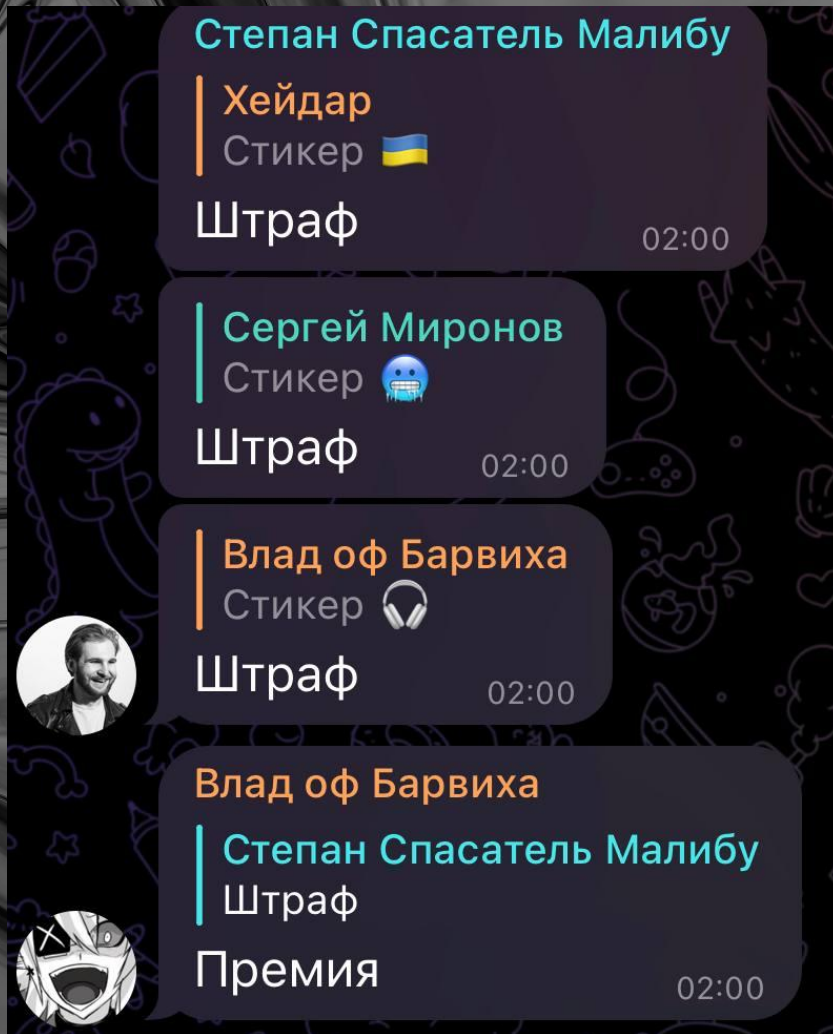 Степан Спасатель Малибу
Хейдар
Стикер 🇺🇦
Штраф
02:00
Сергей Миронов
Стикер 🥶
Штраф
02:00
Влад оф Барвиха
Стикер 🎧
Штраф
02:00
Влад оф Барвиха
Степан Спасатель Малибу
Штраф
Премия
02:00